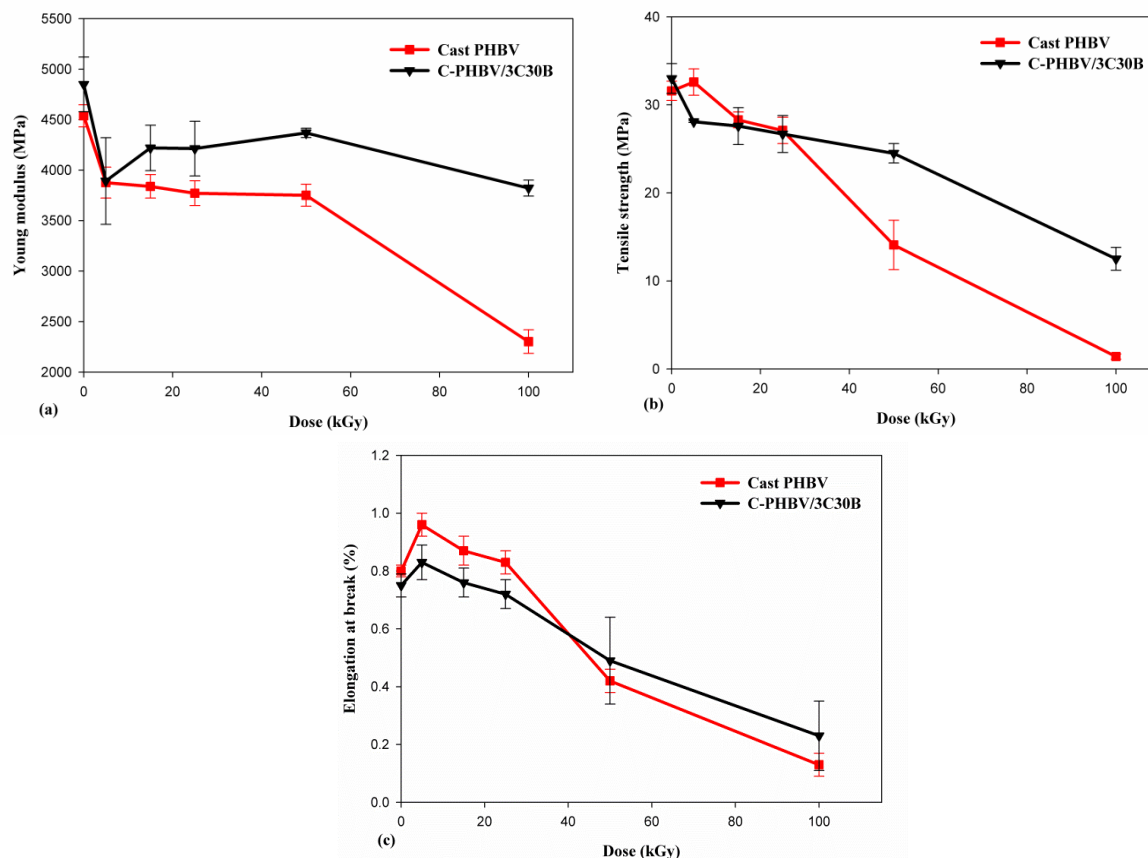 5500
5000
4500
4000
3500
3000
2500
2000
Young modulus (MPa)
Cast PHBV
C-PHBV/3C30B
0
20
40
60
80
100
(a)
Dose (kGy)
40
30
20
10
0
Tensile strength (MPa)
Cast PHBV
C-PHBV/3C30B
0
20
40
60
80
100
(b)
Dose (kGy)
1.2
1.0
0.8
0.6
0.4
0.2
0.0
Elongation at break (%)
Cast PHBV
C-PHBV/3C30B
0
20
40
60
80
100
(c)
Dose (kGy)